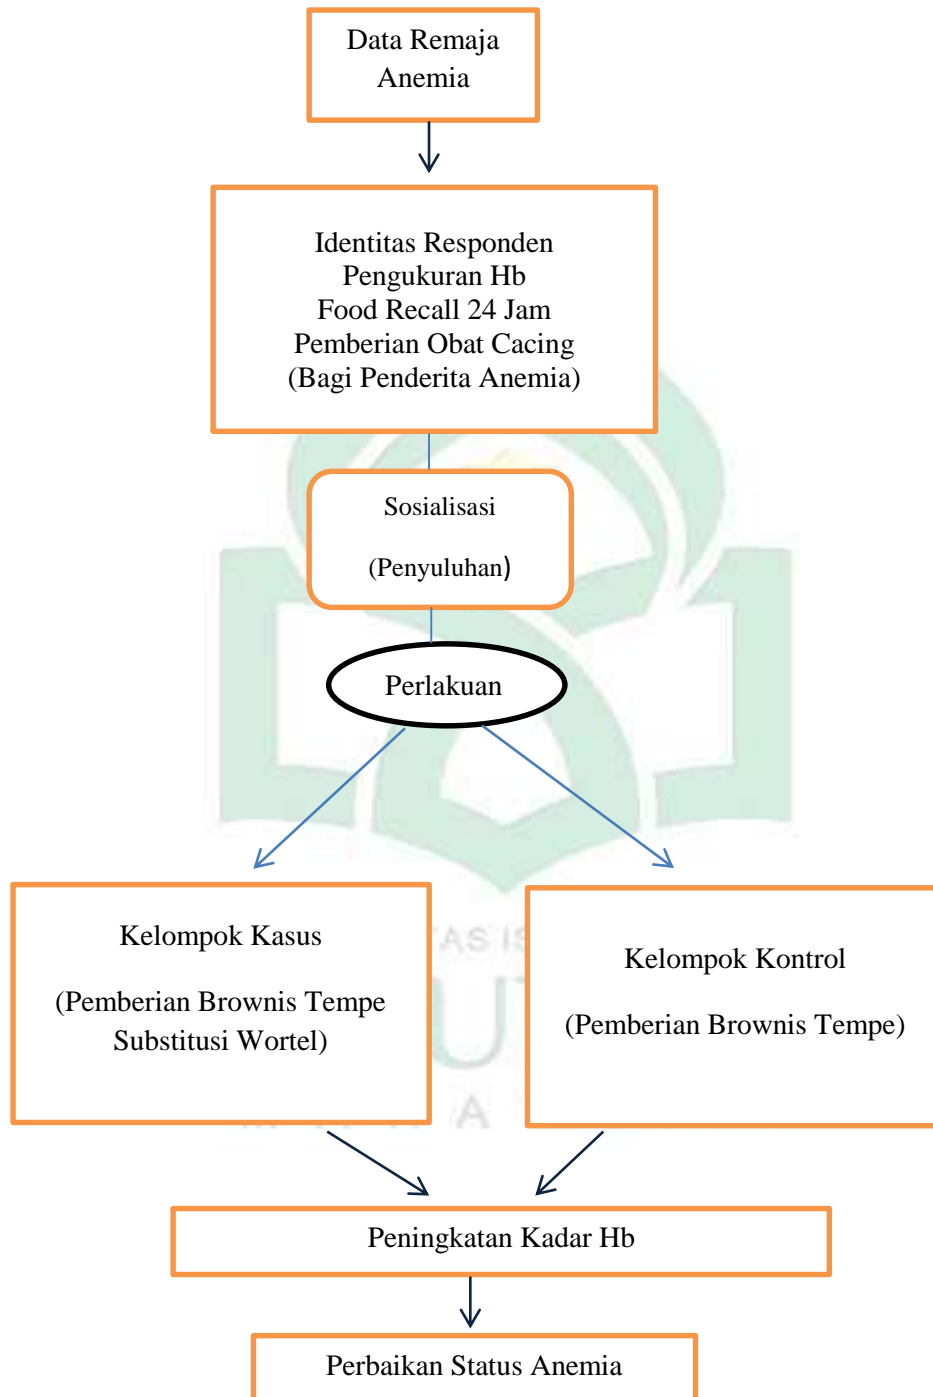 Data Remaja
Anemia
Identitas Responden
Pengukuran Hb
Food Recall 24 Jam
Pemberian Obat Cacing
(Bagi Penderita Anemia)
Sosialisasi
(Penyuluhan)
Perlakuan
Kelompok Kasus
(Pemberian Brownis Tempe
Substitusi Wortel)
Kelompok Kontrol
(Pemberian Brownis Tempe)
Peningkatan Kadar Hb
Perbaikan Status Anemia